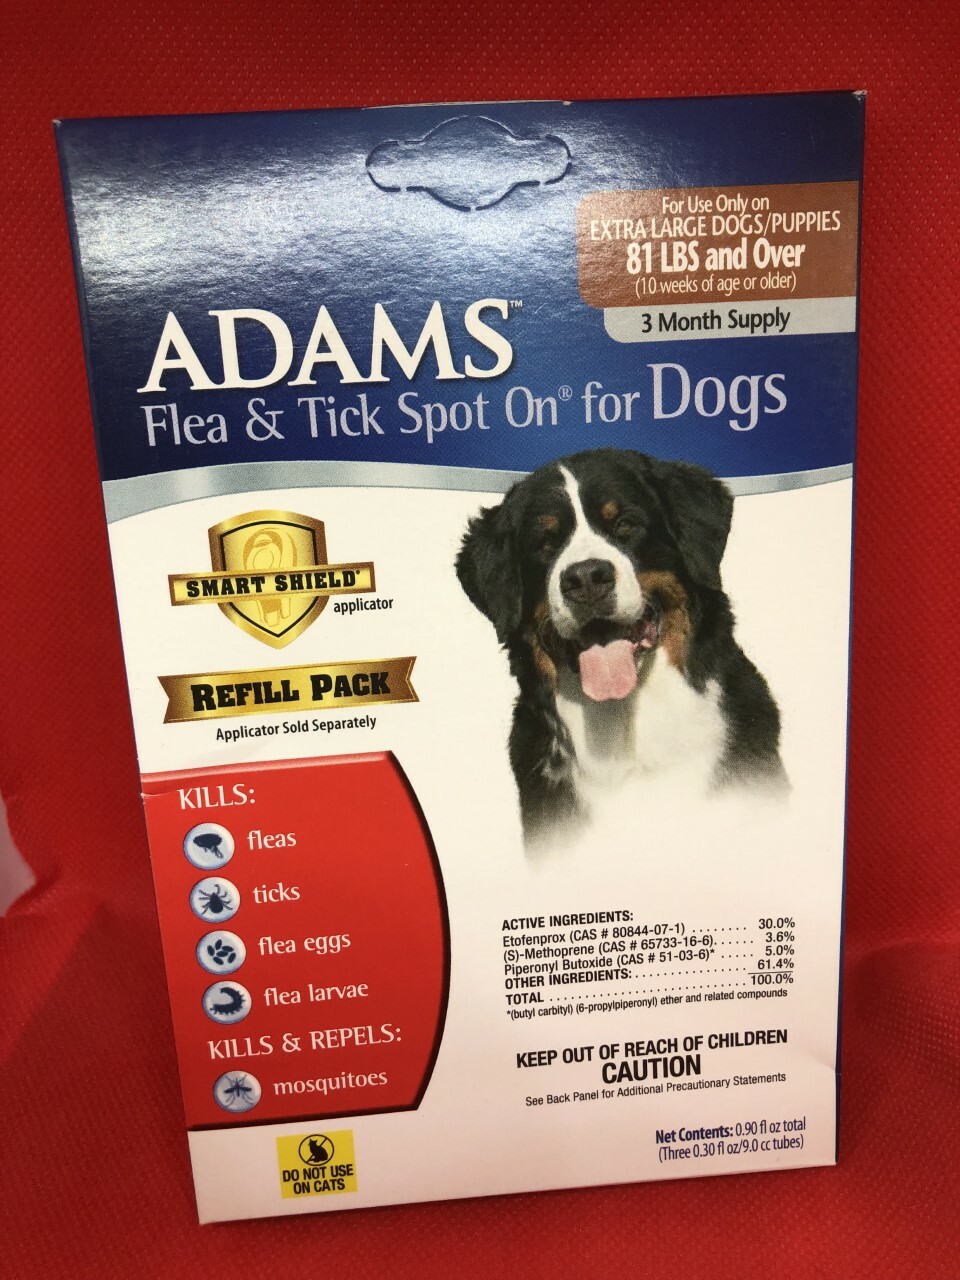 For Use Only on
EXTRA LARGE DOGS/PUPPIES
81 LBS and Over
(10 weeks of age or older)
3 Month Supply
ADAMS™
Flea & Tick Spot On® for Dogs
SMART SHIELD®
applicator
REFILL PACK
Applicator Sold Separately
KILLS:
fleas
ticks
flea eggs
flea larvae
KILLS & REPELS:
mosquitoes
DO NOT USE
ON CATS
ACTIVE INGREDIENTS:
Etofenprox (CAS # 80844-07-1) ........ 30.0%
(S)-Methoprene (CAS # 65733-16-6)...... 3.6%
Piperonyl Butoxide (CAS # 51-03-6)* ..... 5.0%
OTHER INGREDIENTS: ................ 61.4%
TOTAL ........................... 100.0%
*(butyl carbityl) (6-propylpiperonyl) ether and related compounds
KEEP OUT OF REACH OF CHILDREN
CAUTION
See Back Panel for Additional Precautionary Statements
Net Contents: 0.90 fl oz total
(Three 0.30 fl oz/9.0 cc tubes)